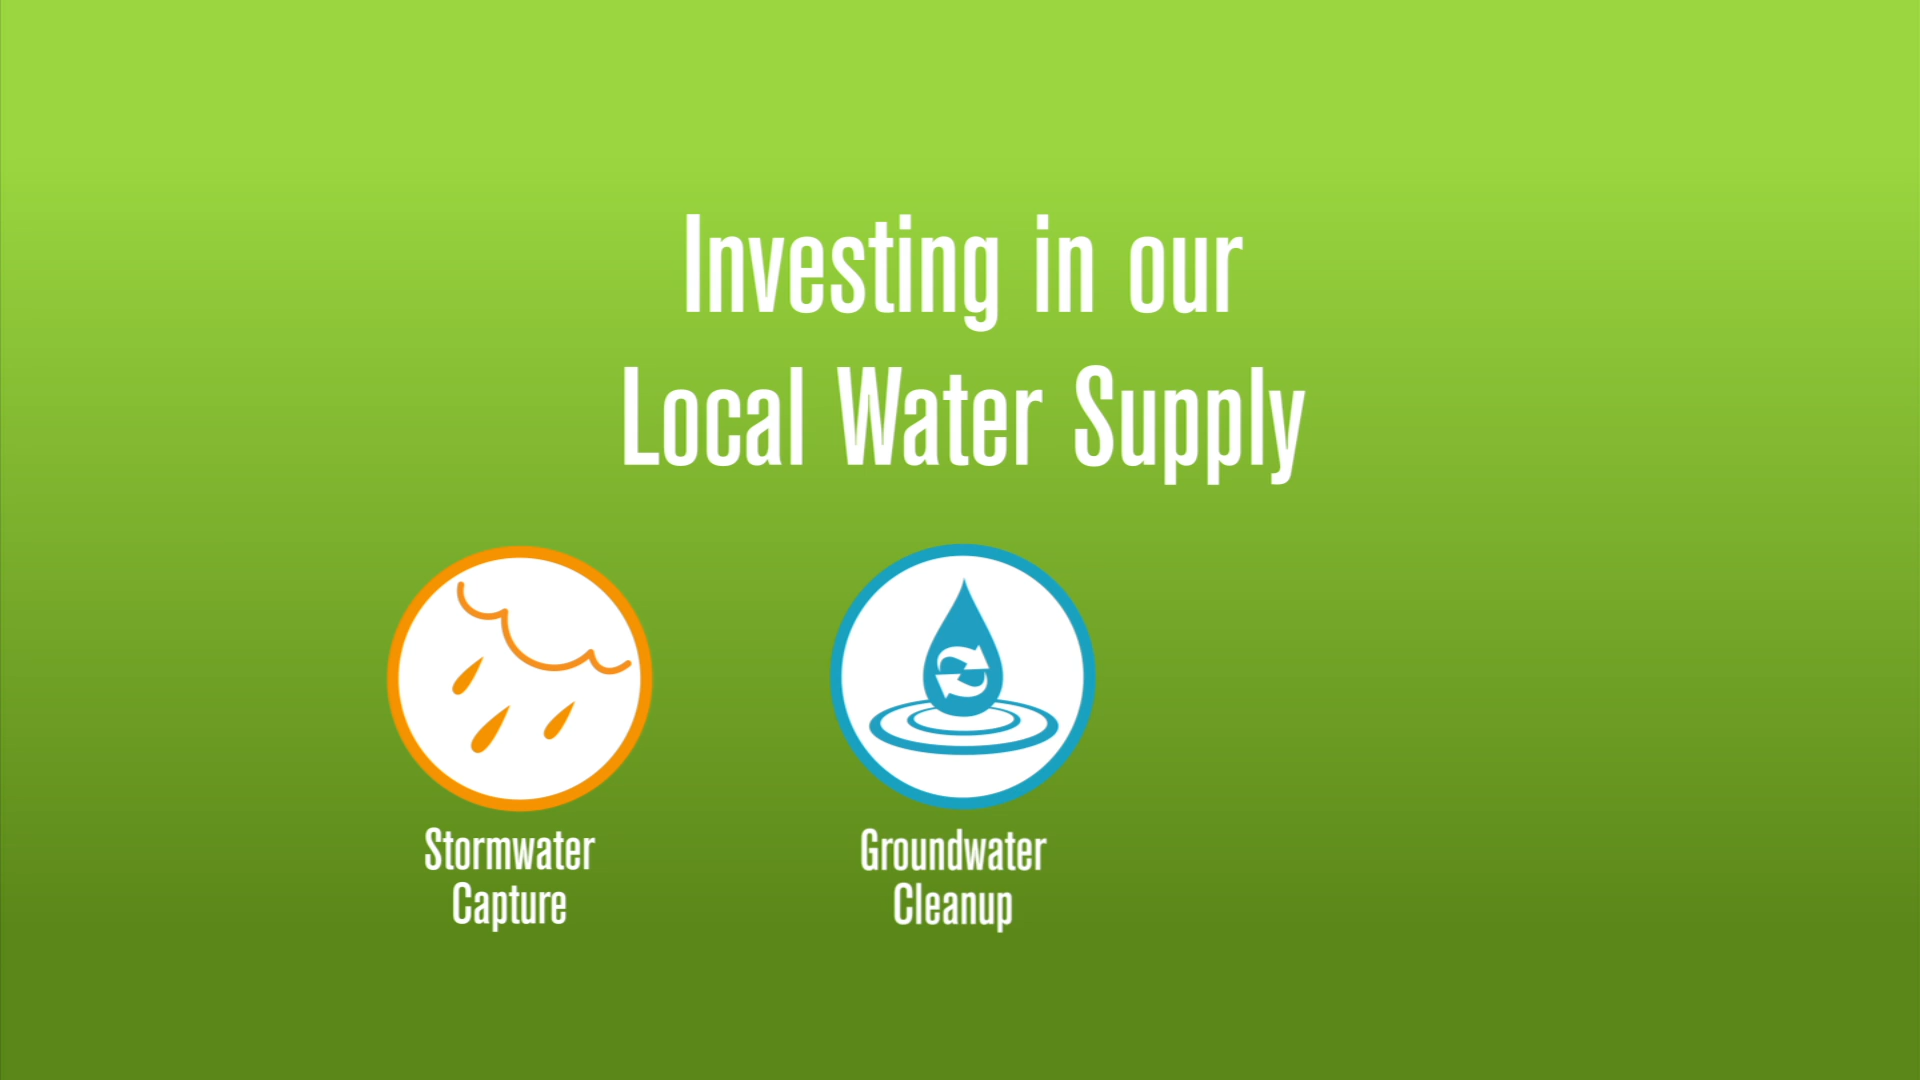 Investing in our
Local Water Supply
Stormwater
Capture
Groundwater
Cleanup